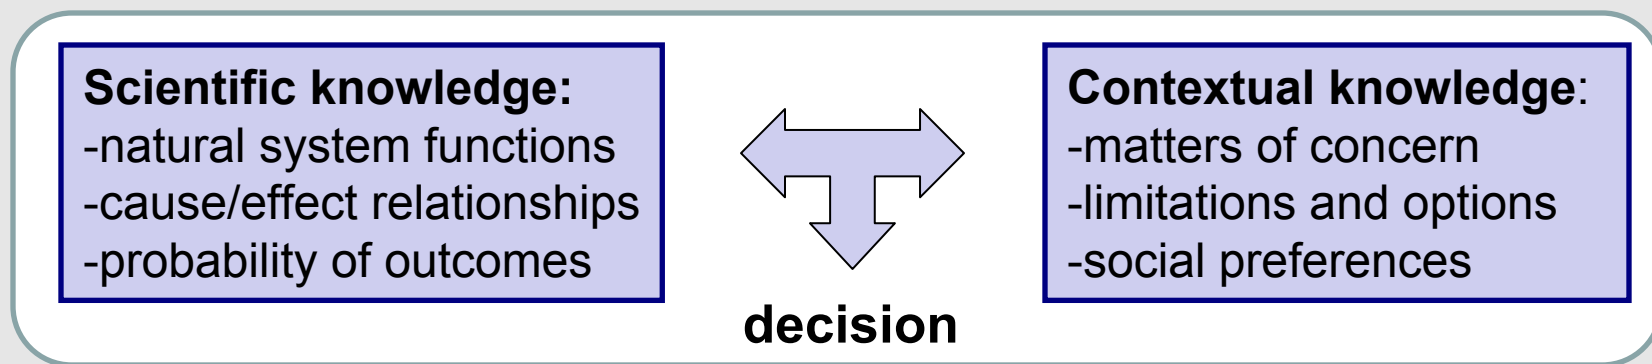 Scientific knowledge:
-natural system functions
-cause/effect relationships
-probability of outcomes
Contextual knowledge:
-matters of concern
-limitations and options
-social preferences
decision